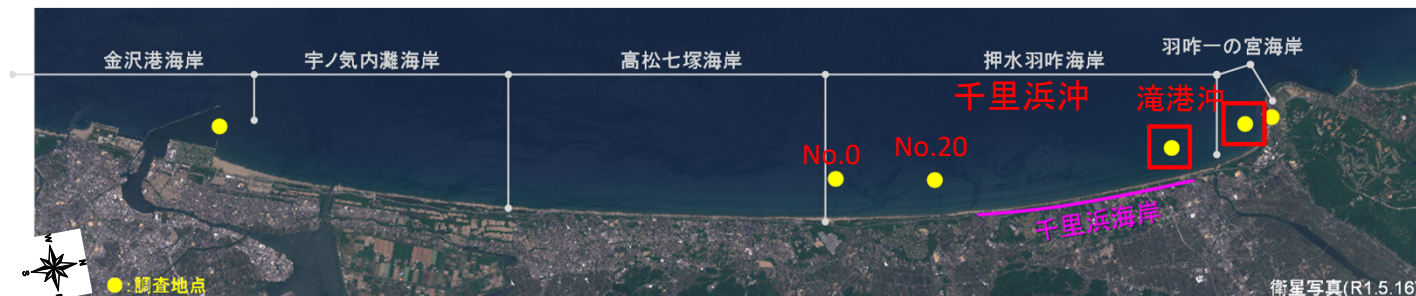 金沢港海岸
宇ノ気内灘海岸
高松七塚海岸
押水羽咋海岸
羽咋一の宮海岸
千里浜沖
滝港沖
No.0
No.20
千里浜海岸
W
N
S
:調査地点
衛星写真(R1.5.16)